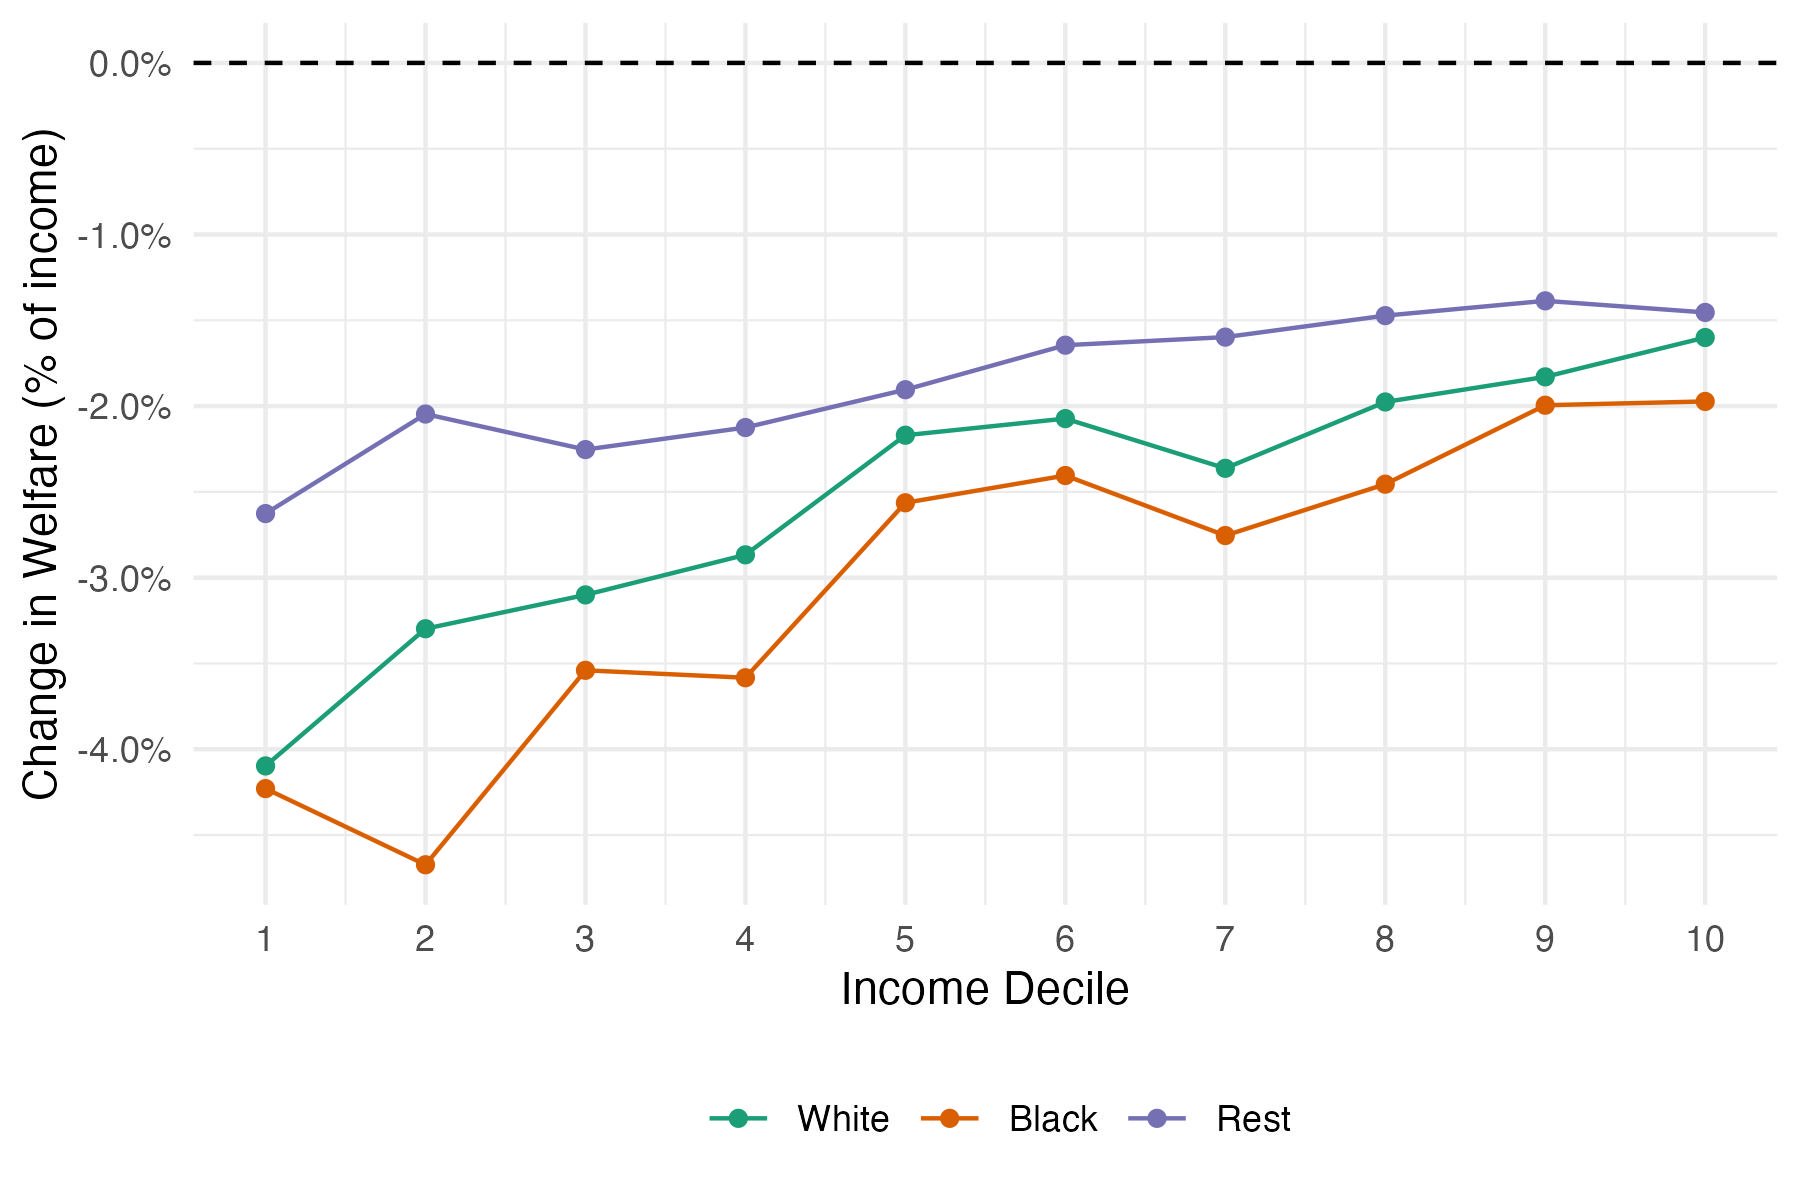 Change in Welfare (% of income)
0.0%
-1.0%
-2.0%
-3.0%
-4.0%
1 2 3 4 5 6 7 8 9 10
Income Decile
White Black Rest